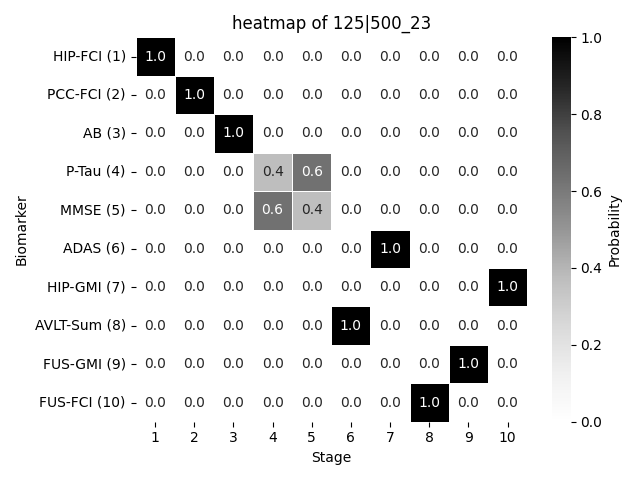 heatmap of 125|500_23
HIP-FCI (1) 1.0 0.0 0.0 0.0 0.0 0.0 0.0 0.0 0.0 0.0
PCC-FCI (2) 0.0 1.0 0.0 0.0 0.0 0.0 0.0 0.0 0.0 0.0
AB (3) 0.0 0.0 1.0 0.0 0.0 0.0 0.0 0.0 0.0 0.0
P-Tau (4) 0.0 0.0 0.0 0.4 0.6 0.0 0.0 0.0 0.0 0.0
MMSE (5) 0.0 0.0 0.0 0.6 0.4 0.0 0.0 0.0 0.0 0.0
ADAS (6) 0.0 0.0 0.0 0.0 0.0 0.0 1.0 0.0 0.0 0.0
HIP-GMI (7) 0.0 0.0 0.0 0.0 0.0 0.0 0.0 0.0 0.0 1.0
AVLT-Sum (8) 0.0 0.0 0.0 0.0 0.0 1.0 0.0 0.0 0.0 0.0
FUS-GMI (9) 0.0 0.0 0.0 0.0 0.0 0.0 0.0 0.0 1.0 0.0
FUS-FCI (10) 0.0 0.0 0.0 0.0 0.0 0.0 0.0 1.0 0.0 0.0
1 2 3 4 5 6 7 8 9 10
Stage
Biomarker
1.0
0.8
0.6
0.4
0.2
0.0
Probability